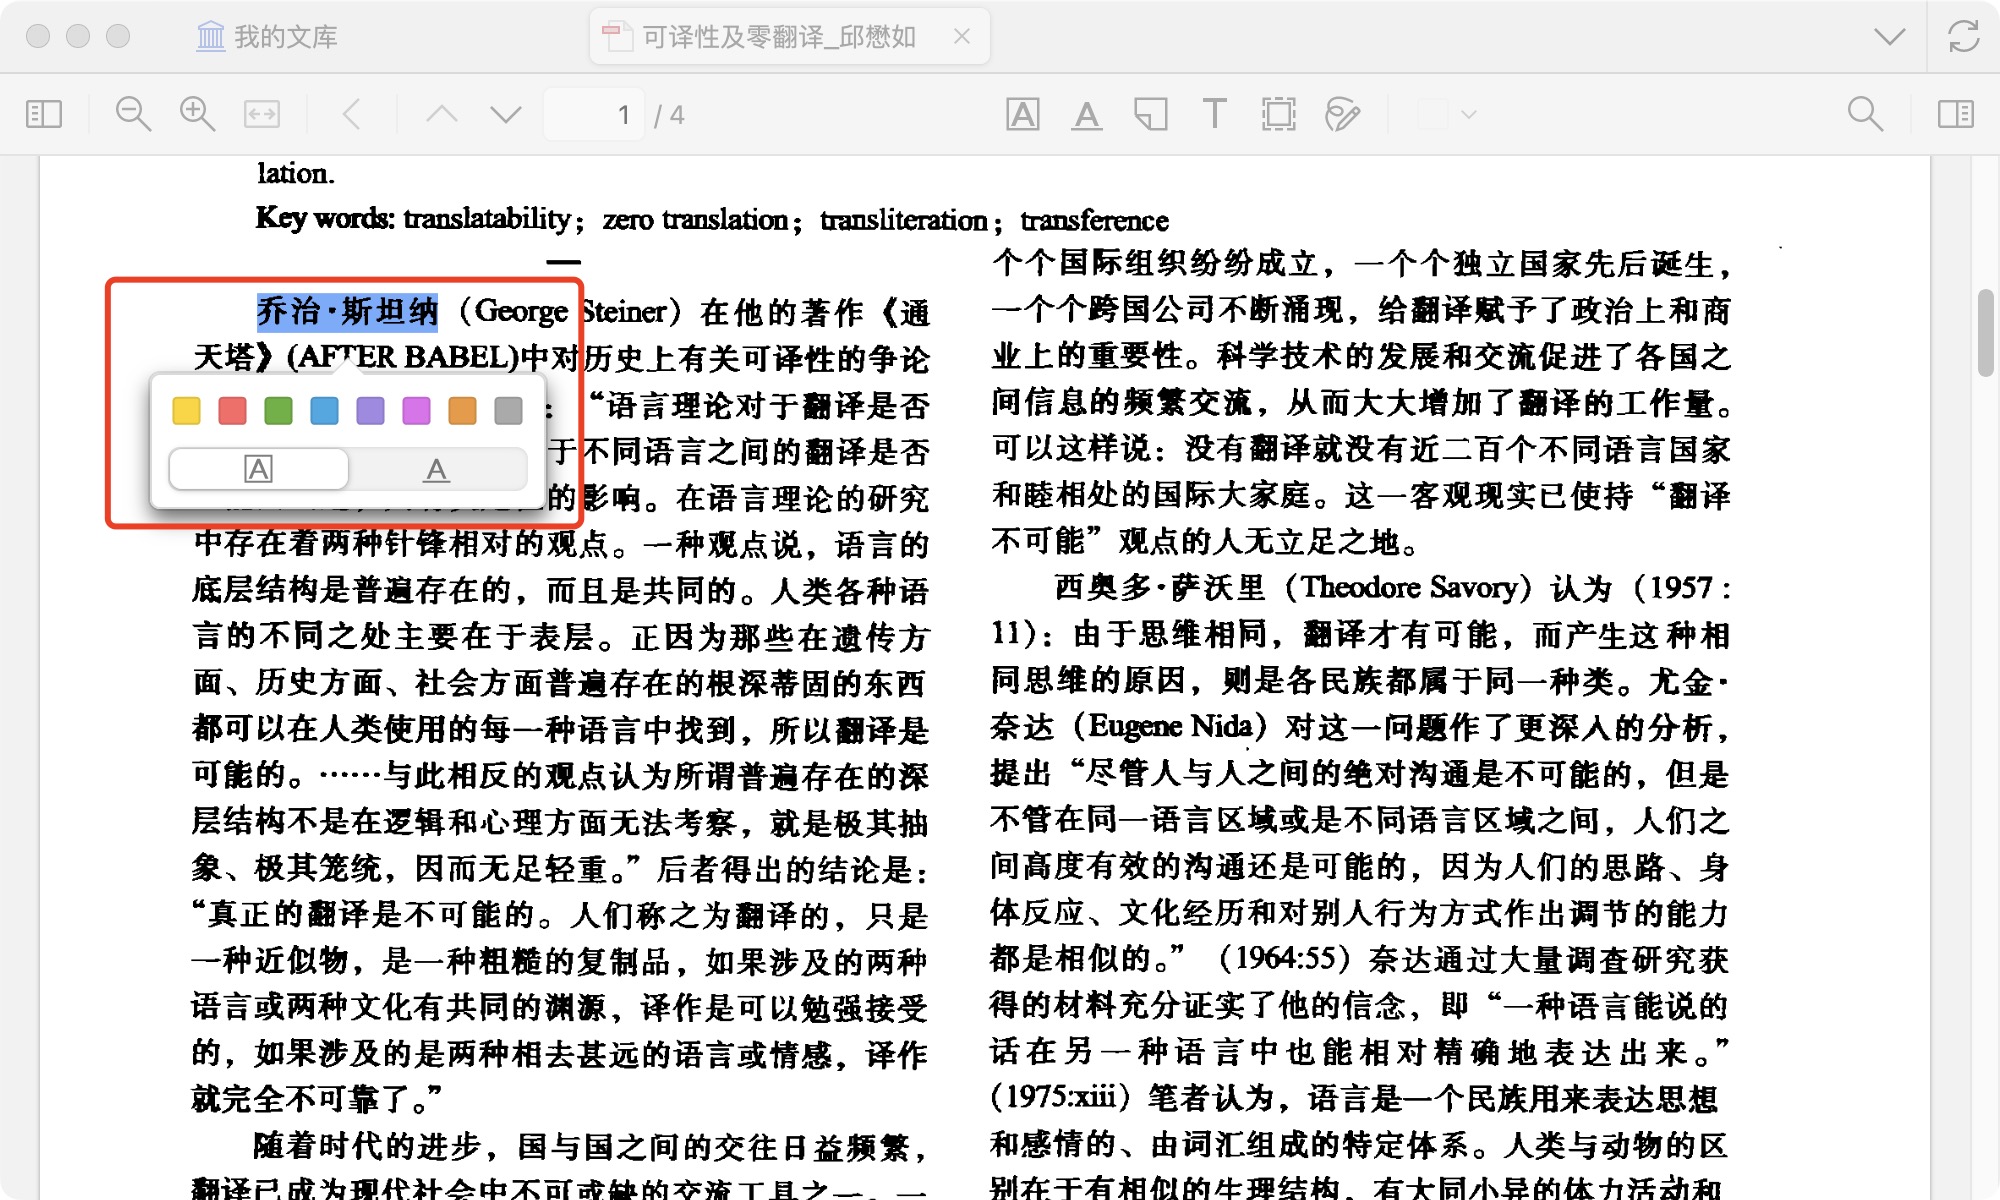 我的文库
可译性及零翻译_邱懋如
1 / 4
lation.
Key words: translatability; zero translation; transliteration; transference
一
乔治·斯坦纳（George Steiner）在他的著作《通
天塔》(AFTER BABEL)中对历史上有关可译性的争论
：“语言理论对于翻译是否
于不同语言之间的翻译是否
的影响。在语言理论的研究
中存在着两种针锋相对的观点。一种观点说，语言的
底层结构是普遍存在的，而且是共同的。人类各种语
言的不同之处主要在于表层。正因为那些在遗传方
面、历史方面、社会方面普遍存在的根深蒂固的东西
都可以在人类使用的每一种语言中找到，所以翻译是
可能的。……与此相反的观点认为所谓普遍存在的深
层结构不是在逻辑和心理方面无法考察，就是极其抽
象、极其笼统，因而无足轻重。”后者得出的结论是：
“真正的翻译是不可能的。人们称之为翻译的，只是
一种近似物，是一种粗糙的复制品，如果涉及的两种
语言或两种文化有共同的渊源，译作是可以勉强接受
的，如果涉及的是两种相去甚远的语言或情感，译作
就完全不可靠了。”
随着时代的进步，国与国之间的交往日益频繁，
翻译已成为现代社会中不可或缺的交流工具之一。一
个个国际组织纷纷成立，一个个独立国家先后诞生，
一个个跨国公司不断涌现，给翻译赋予了政治上和商
业上的重要性。科学技术的发展和交流促进了各国之
间信息的频繁交流，从而大大增加了翻译的工作量。
可以这样说：没有翻译就没有近二百个不同语言国家
和睦相处的国际大家庭。这一客观现实已使持“翻译
不可能”观点的人无立足之地。
西奥多·萨沃里（Theodore Savory）认为（1957：
11）：由于思维相同，翻译才有可能，而产生这种相
同思维的原因，则是各民族都属于同一种类。尤金·
奈达（Eugene Nida）对这一问题作了更深入的分析，
提出“尽管人与人之间的绝对沟通是不可能的，但是
不管在同一语言区域或是不同语言区域之间，人们之
间高度有效的沟通还是可能的，因为人们的思路、身
体反应、文化经历和对别人行为方式作出调节的能力
都是相似的。”（1964:55）奈达通过大量调查研究获
得的材料充分证实了他的信念，即“一种语言能说的
话在另一种语言中也能相对精确地表达出来。”
（1975:xiii）笔者认为，语言是一个民族用来表达思想
和感情的、由词汇组成的特定体系。人类与动物的区
别在于有相似的生理结构，有大同小异的体力活动和